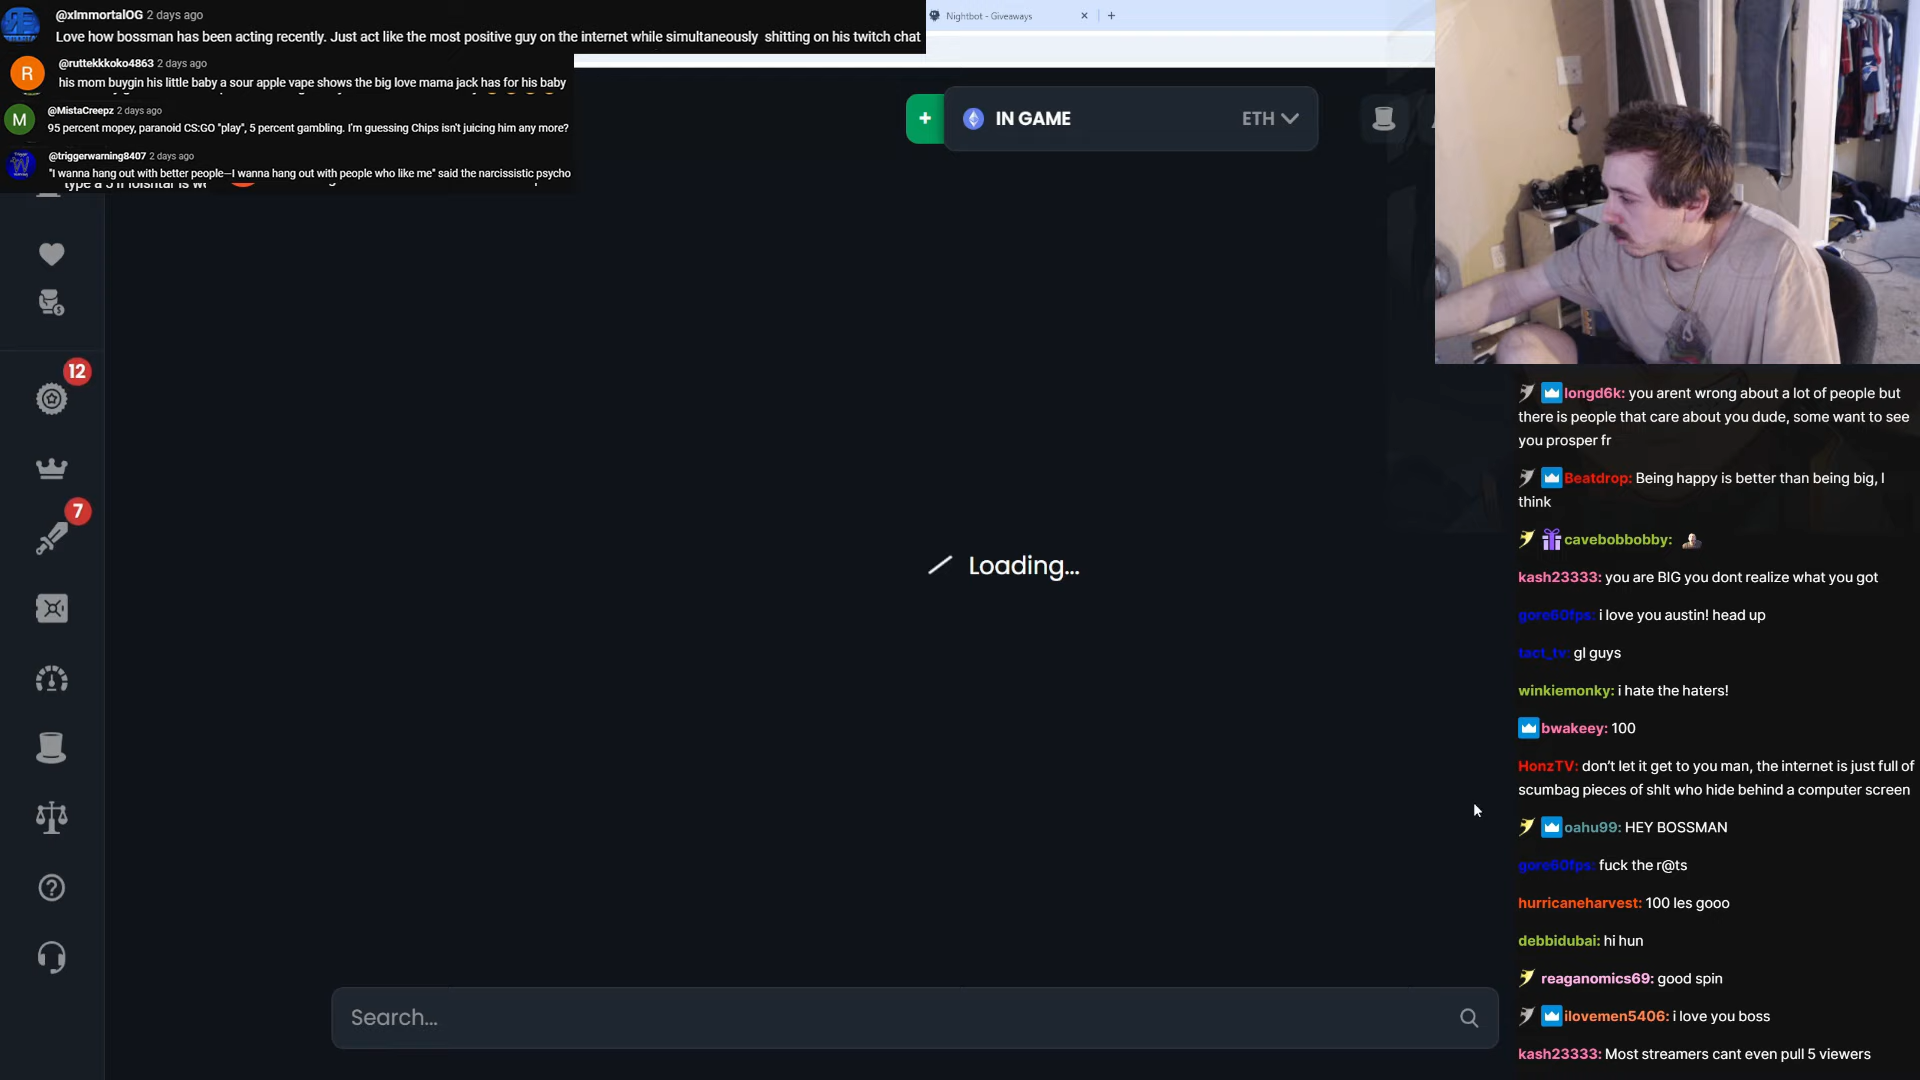 @xImmortalOG 2 days ago
Love how bossman has been acting recently. Just act like the most positive guy on the internet while simultaneously shitting on his twitch chat
@ruttekkkoko4863 2 days ago
his mom buygin his little baby a sour apple vape shows the big love mama jack has for his baby
@MistaCreepz 2 days ago
95 percent mopey, paranoid CS:GO "play", 5 percent gambling. I'm guessing Chips isn't juicing him any more?
@triggerwarning8407 2 days ago
"I wanna hang out with better people—I wanna hang out with people who like me" said the narcissistic psycho
R
M
Nightbot - Giveaways
IN GAME
ETH
12
7
Loading...
Search...
longd6k: you arent wrong about a lot of people but
there is people that care about you dude, some want to see
you prosper fr
Beatdrop: Being happy is better than being big, I
think
cavebobbobby:
kash23333: you are BIG you dont realize what you got
gore60fps: i love you austin! head up
tact_tv: gl guys
winkiemonky: i hate the haters!
bwakeey: 100
HonzTV: don't let it get to you man, the internet is just full of
scumbag pieces of shIt who hide behind a computer screen
oahu99: HEY BOSSMAN
gore60fps: fuck the r@ts
hurricaneharvest: 100 les gooo
debbidubai: hi hun
reaganomics69: good spin
ilovemen5406: i love you boss
kash23333: Most streamers cant even pull 5 viewers